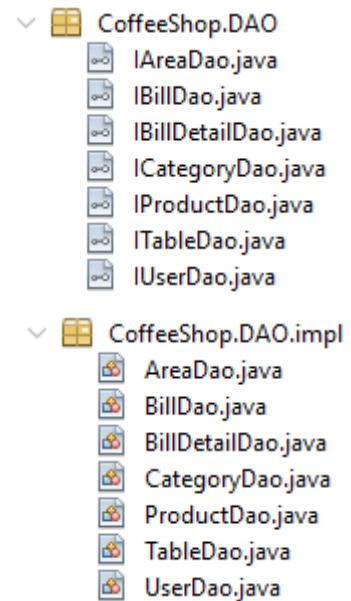 CoffeeShop.DAO
IAreaDao.java
IBillDao.java
IBillDetailDao.java
ICategoryDao.java
IProductDao.java
ITableDao.java
IUserDao.java
CoffeeShop.DAO.impl
AreaDao.java
BillDao.java
BillDetailDao.java
CategoryDao.java
ProductDao.java
TableDao.java
UserDao.java